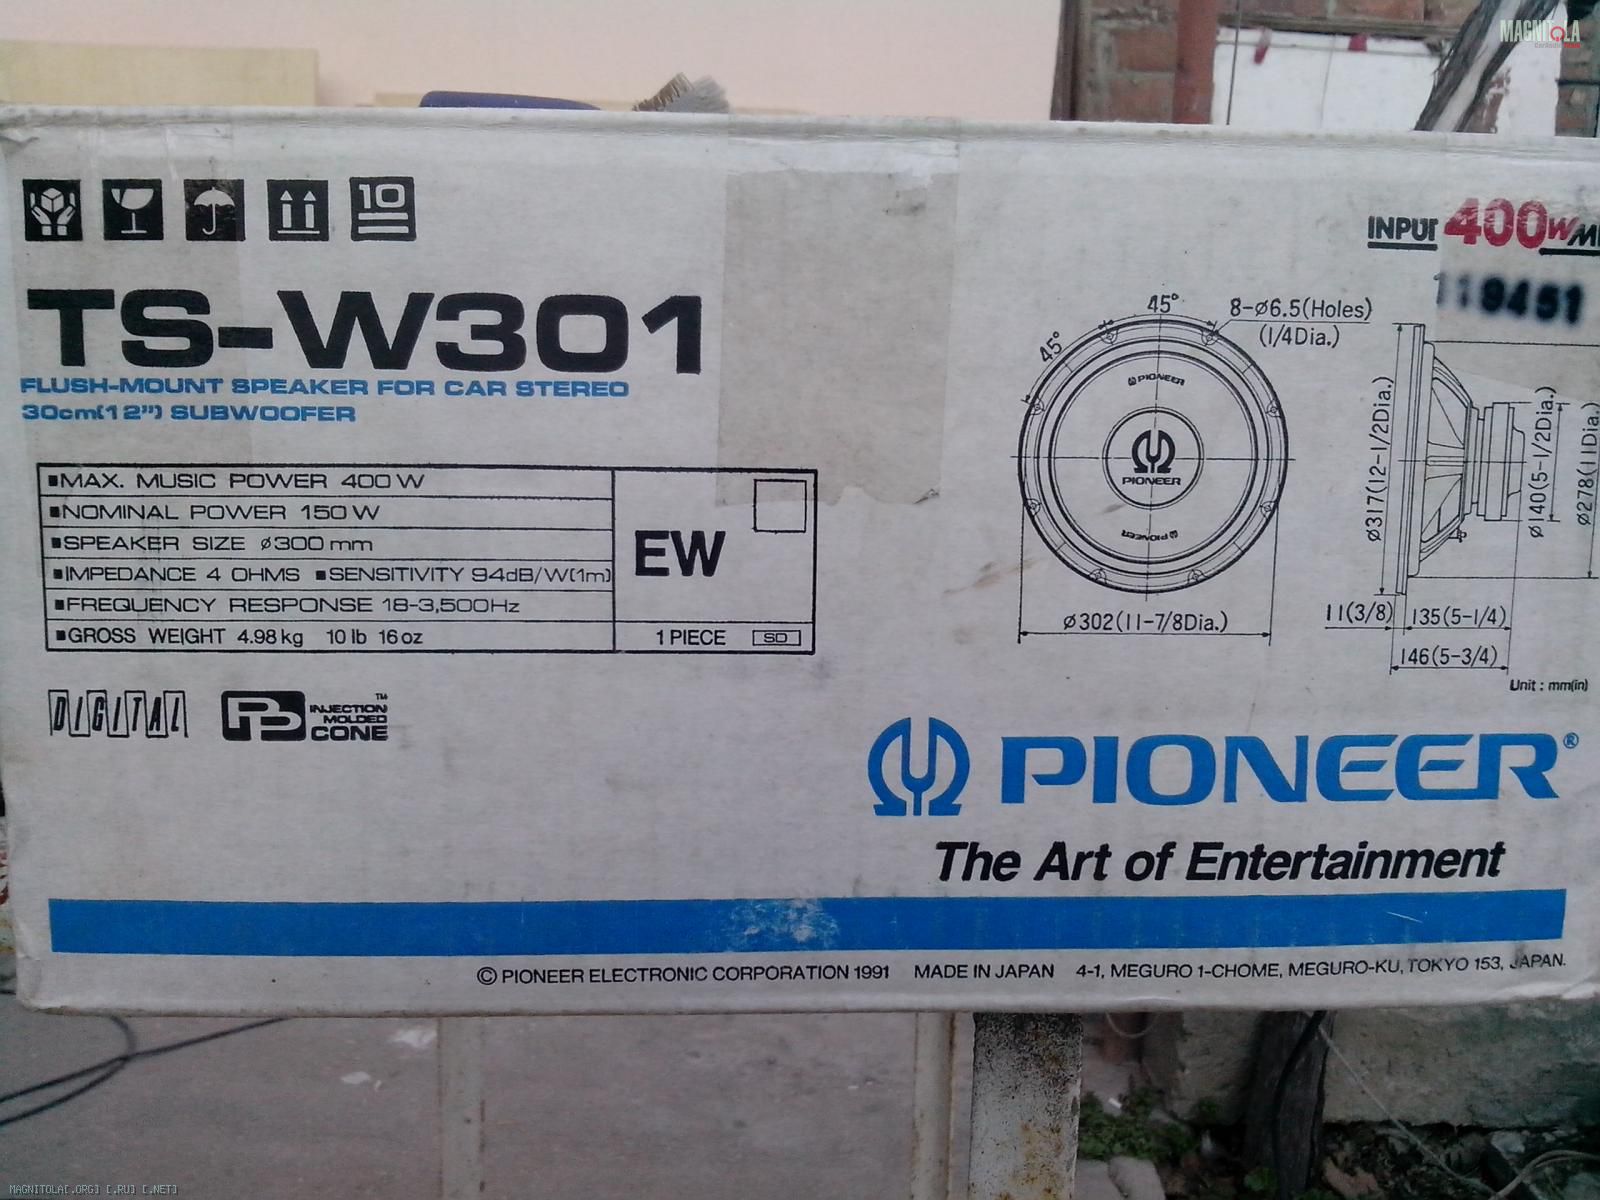 MAGNITOLA
10
TS-W301
FLUSH-MOUNT SPEAKER FOR CAR STEREO
30cm(12") SUBWOOFER
■MAX. MUSIC POWER 400 W
■NOMINAL POWER 150 W
■SPEAKER SIZE ø300 mm
■IMPEDANCE 4 OHMS ■SENSITIVITY 94dB/W(1m)
■FREQUENCY RESPONSE 18-3,500Hz
■GROSS WEIGHT 4.98 kg 10 lb 16 oz
EW
1 PIECE SD
DIGITAL
PP INJECTION
MOLDED
CONE™
INPUT 400W
119451
45°
45°
8-ø6.5(Holes)
(1/4Dia.)
PIONEER
PIONEER
PIONEER
ø302(11-7/8Dia.)
ø317(12-1/2Dia.)
ø140(5-1/2Dia.)
ø278(11Dia.
11(3/8)
135(5-1/4)
146(5-3/4)
Unit : mm(in)
PIONEER®
The Art of Entertainment
© PIONEER ELECTRONIC CORPORATION 1991 MADE IN JAPAN 4-1, MEGURO 1-CHOME, MEGURO-KU, TOKYO 153, JAPAN.
MAGNITOLA[.ORG] [.RU] [.NET]